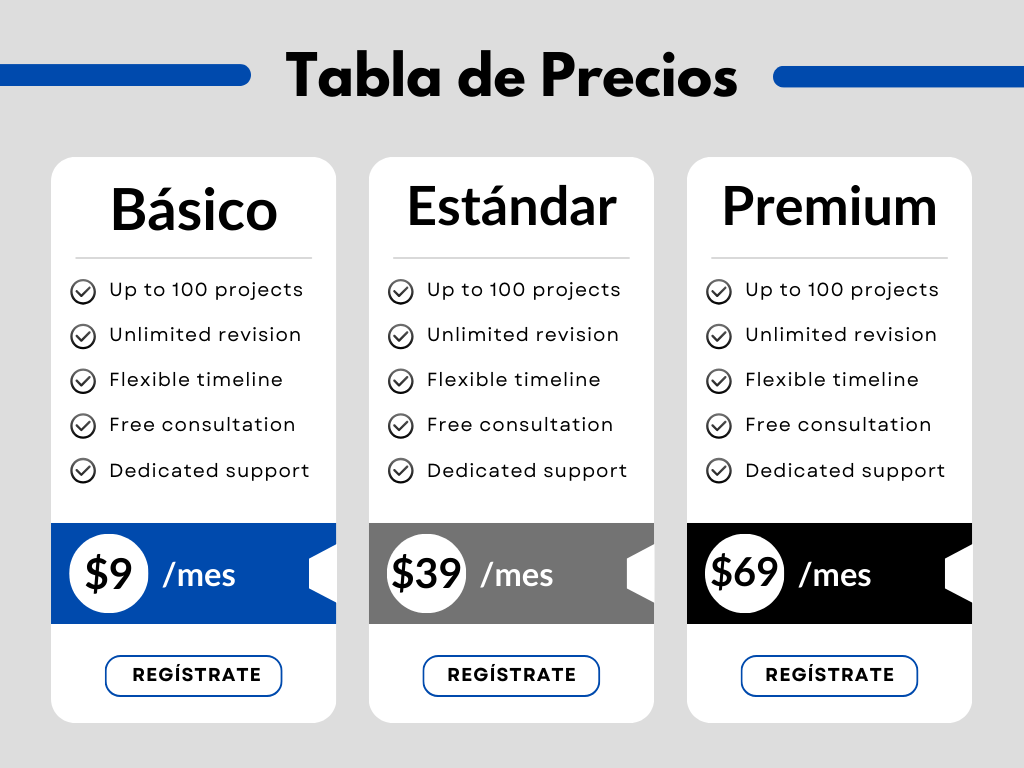 Tabla de Precios
Básico
Up to 100 projects
Unlimited revision
Flexible timeline
Free consultation
Dedicated support
$9 /mes
REGÍSTRATE
Estándar
Up to 100 projects
Unlimited revision
Flexible timeline
Free consultation
Dedicated support
$39 /mes
REGÍSTRATE
Premium
Up to 100 projects
Unlimited revision
Flexible timeline
Free consultation
Dedicated support
$69 /mes
REGÍSTRATE